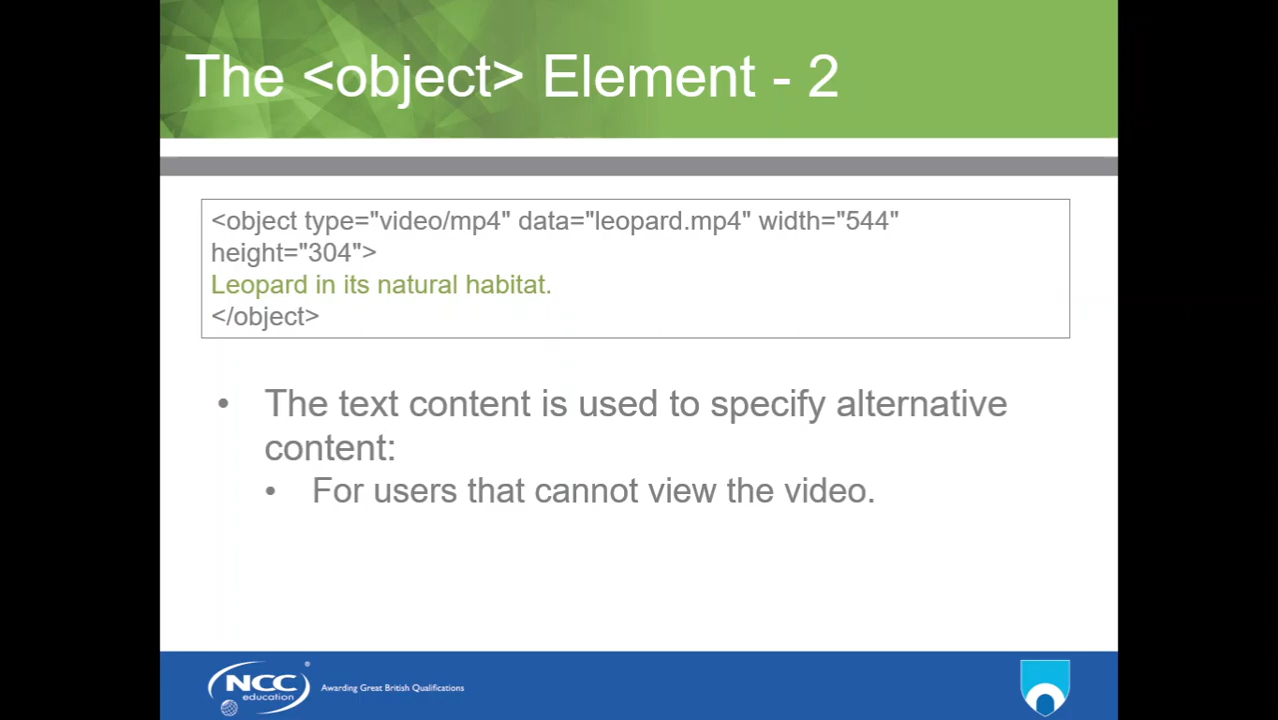 The <object> Element - 2
<object type="video/mp4" data="leopard.mp4" width="544"
height="304">
Leopard in its natural habitat.
</object>
• The text content is used to specify alternative
content:
• For users that cannot view the video.
NCC
education
®
Awarding Great British Qualifications